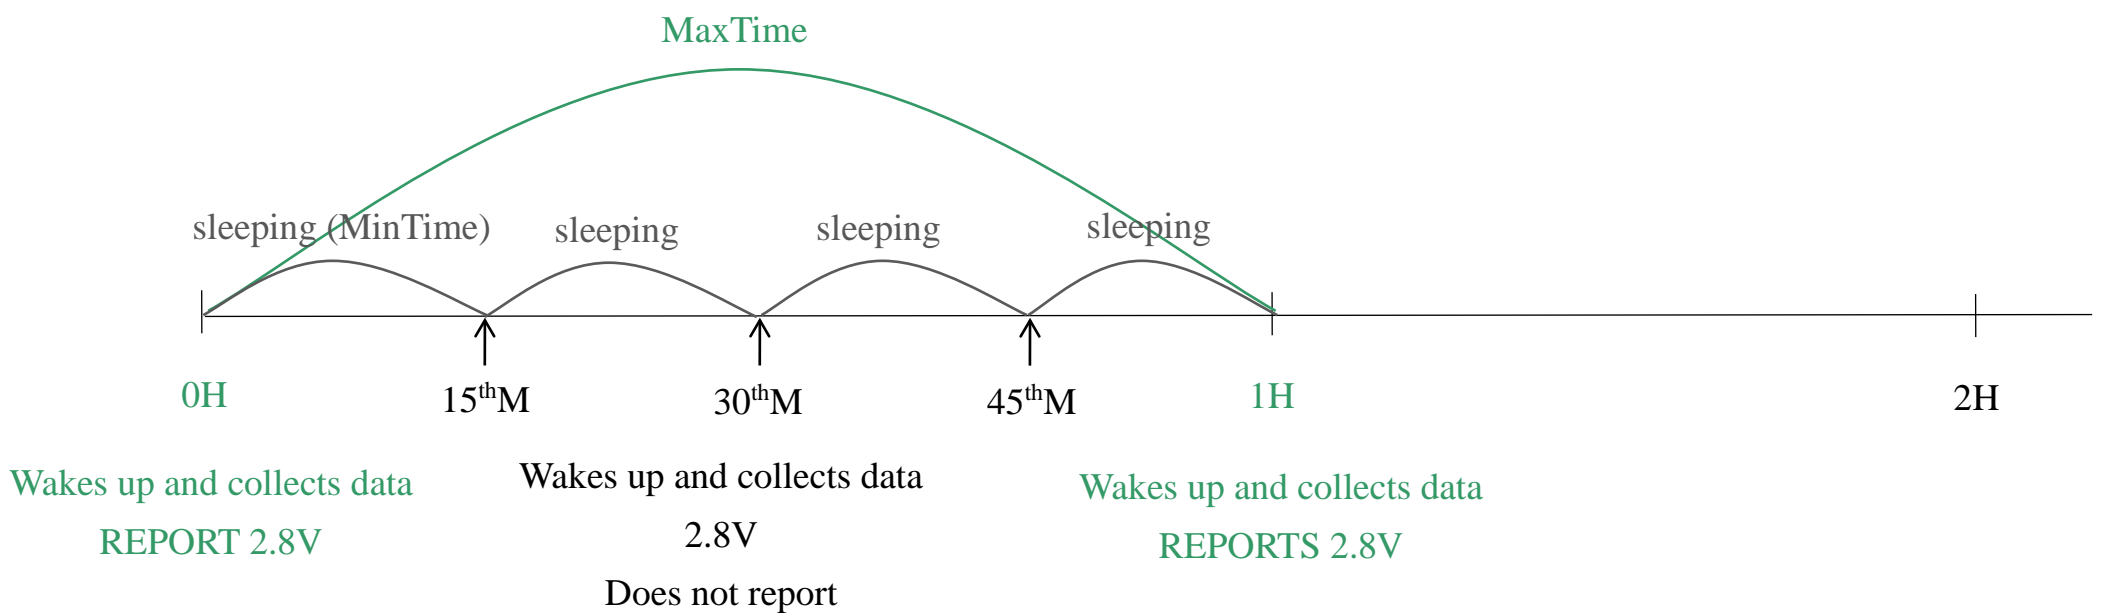 MaxTime
sleeping (MinTime)
sleeping
sleeping
sleeping
0H
15thM
30thM
45thM
1H
2H
Wakes up and collects data
REPORT 2.8V
Wakes up and collects data
2.8V
Does not report
Wakes up and collects data
REPORTS 2.8V